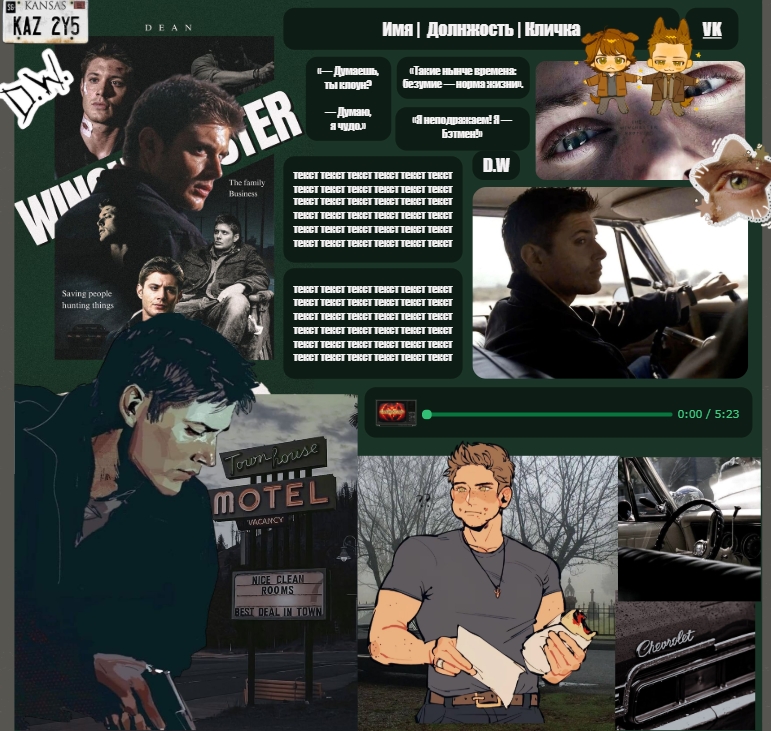 KANSAS
SG
KAZ 2Y5
D.W.
DEAN
WINCHESTER
The family
Business
Saving people
hunting things
Имя | Долнжость | Кличка
VK
«— Думаешь,
ты клоун?
— Думаю,
я чудо.»
«Такие нынче времена:
безумие — норма жизни».
«Я неподражаем! Я —
Бэтмен!»
D.W
текст текст текст текст текст текст
текст текст текст текст текст текст
текст текст текст текст текст текст
текст текст текст текст текст текст
текст текст текст текст текст текст
текст текст текст текст текст текст
текст текст текст текст текст текст
текст текст текст текст текст текст
текст текст текст текст текст текст
текст текст текст текст текст текст
текст текст текст текст текст текст
текст текст текст текст текст текст
0:00 / 5:23
Townhouse
MOTEL
VACANCY
NICE CLEAN
ROOMS
BEST DEAL IN TOWN
??
Chevrolet